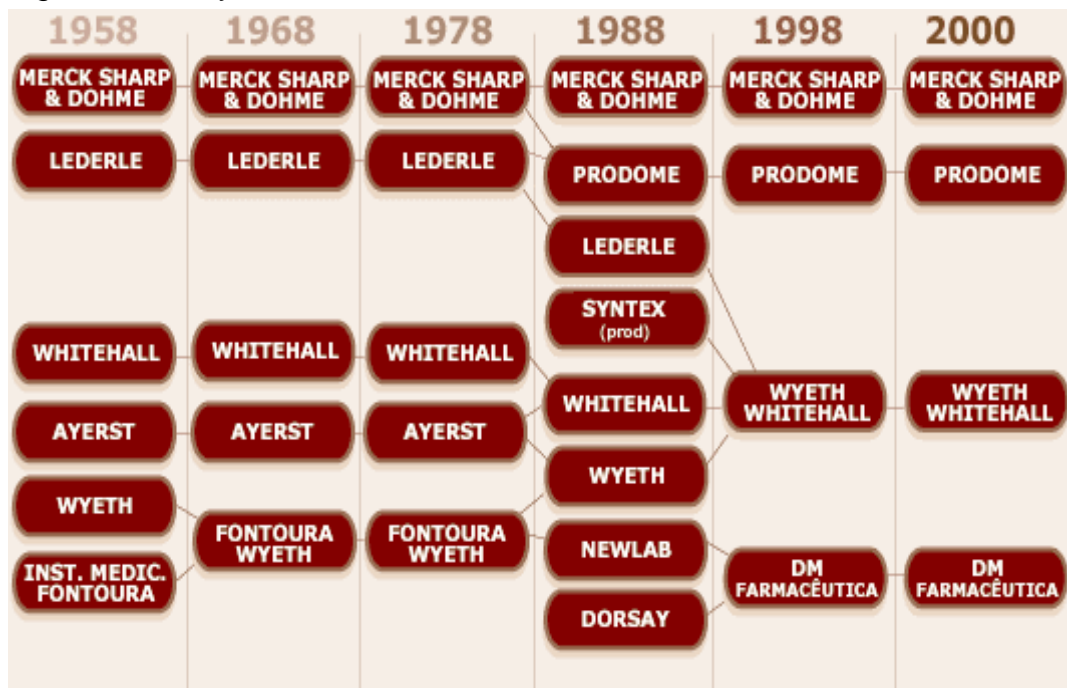 1958 1968 1978 1988 1998 2000
MERCK SHARP
& DOHME
MERCK SHARP
& DOHME
MERCK SHARP
& DOHME
MERCK SHARP
& DOHME
MERCK SHARP
& DOHME
MERCK SHARP
& DOHME
LEDERLE
LEDERLE
LEDERLE
PRODOME
PRODOME
PRODOME
LEDERLE
SYNTEX
(prod)
WHITEHALL
WHITEHALL
WHITEHALL
WHITEHALL
WYETH
WHITEHALL
WYETH
WHITEHALL
AYERST
AYERST
AYERST
WYETH
WYETH
FONTOURA
WYETH
FONTOURA
WYETH
NEWLAB
INST. MEDIC.
FONTOURA
DM
FARMACÊUTICA
DM
FARMACÊUTICA
DORSAY